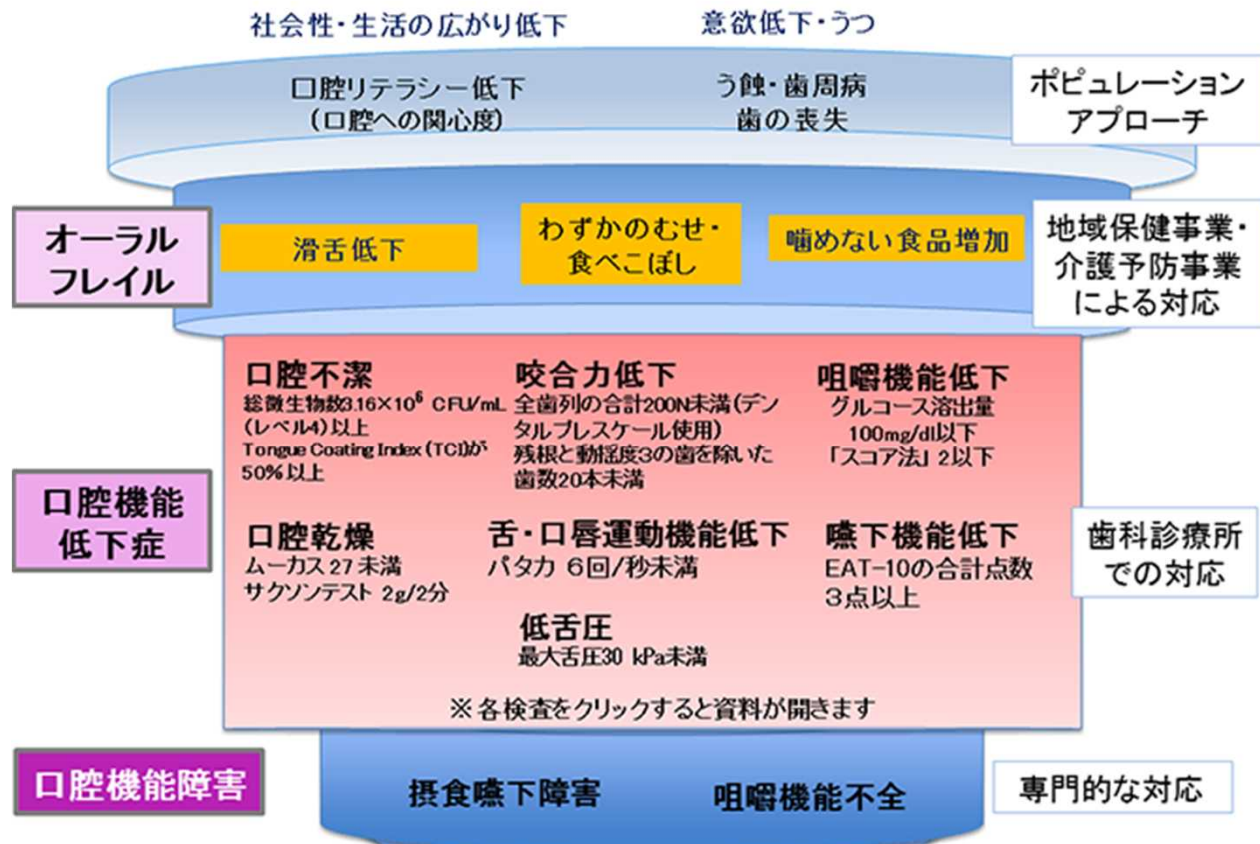 社会性・生活の広がり低下
意欲低下・うつ
口腔リテラシー低下
(口腔への関心度)
う蝕・歯周病
歯の喪失
ポピュレーション
アプローチ
オーラル
フレイル
滑舌低下
わずかのむせ・
食べこぼし
噛めない食品増加
地域保健事業・
介護予防事業
による対応
口腔機能
低下症
口腔不潔
総微生物数3.16×10⁶ CFU/mL
(レベル4)以上
Tongue Coating Index (TCI)が
50%以上
咬合力低下
全歯列の合計200N未満(デン
タルプレスケール使用)
残根と動揺度3の歯を除いた
歯数20本未満
咀嚼機能低下
グルコース溶出量
100mg/dl以下
「スコア法」2以下
口腔乾燥
ムーカス 27 未満
サクソンテスト 2g/2分
舌・口唇運動機能低下
パタカ 6回/秒未満
嚥下機能低下
EAT-10の合計点数
3点以上
低舌圧
最大舌圧30 kPa未満
※各検査をクリックすると資料が開きます
歯科診療所
での対応
口腔機能障害
摂食嚥下障害
咀嚼機能不全
専門的な対応